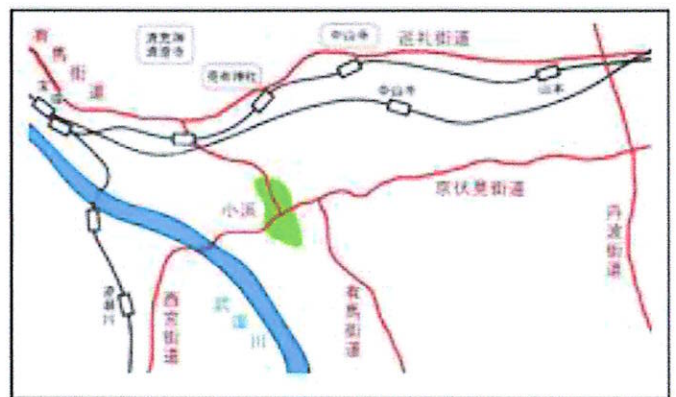 有馬街道
清荒神
清澄寺
売布神社
中山寺
巡礼街道
中山寺
山本
小浜
京伏見街道
丹波街道
西宮街道
武庫川
有馬街道